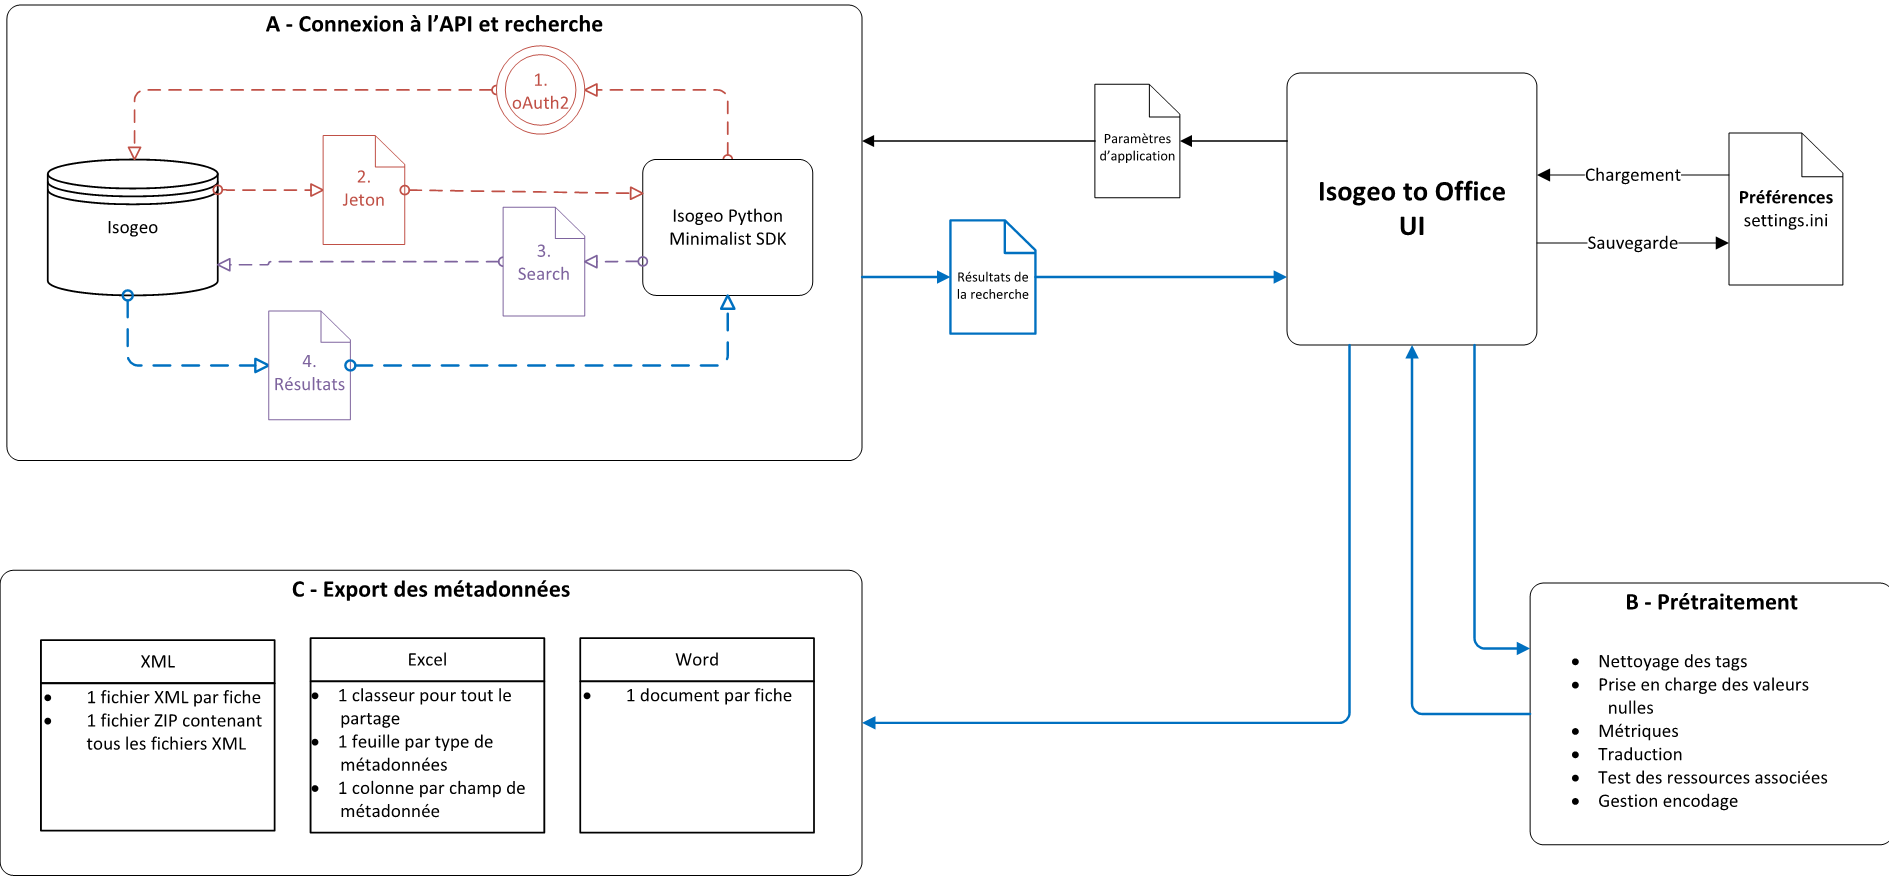 A - Connexion à l’API et recherche
1.
oAuth2
2.
Jeton
Isogeo
Isogeo Python
Minimalist SDK
3.
Search
4.
Résultats
Paramètres
d’application
Résultats de
la recherche
Isogeo to Office
UI
Chargement
Sauvegarde
Préférences
settings.ini
C - Export des métadonnées
XML
• 1 fichier XML par fiche
• 1 fichier ZIP contenant
tous les fichiers XML
Excel
• 1 classeur pour tout le
partage
• 1 feuille par type de
métadonnées
• 1 colonne par champ de
métadonnée
Word
• 1 document par fiche
B - Prétraitement
• Nettoyage des tags
• Prise en charge des valeurs
nulles
• Métriques
• Traduction
• Test des ressources associées
• Gestion encodage